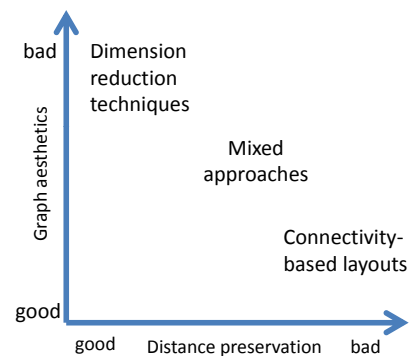 bad
Dimension
reduction
techniques
Graph aesthetics
Mixed
approaches
Connectivity-
based layouts
good
good Distance preservation bad